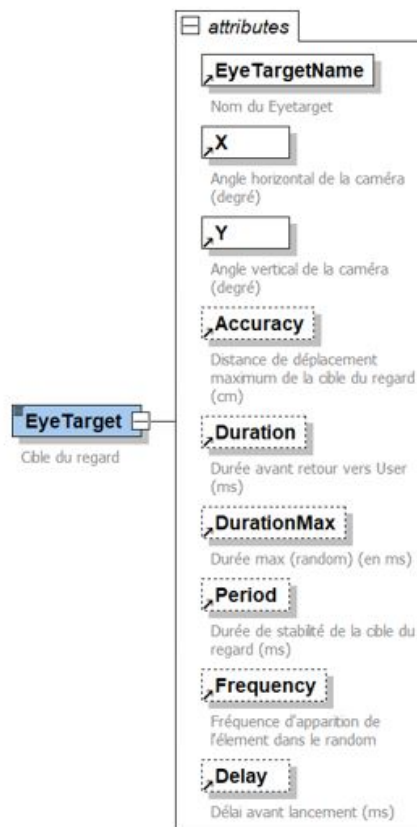 attributes
EyeTargetName
Nom du Eyetarget
X
Angle horizontal de la caméra
(degré)
Y
Angle vertical de la caméra
(degré)
Accuracy
Distance de déplacement
maximum de la cible du regard
(cm)
EyeTarget
Cible du regard
Duration
Durée avant retour vers User
(ms)
DurationMax
Durée max (random) (en ms)
Period
Durée de stabilité de la cible du
regard (ms)
Frequency
Fréquence d'apparition de
l'élement dans le random
Delay
Délai avant lancement (ms)